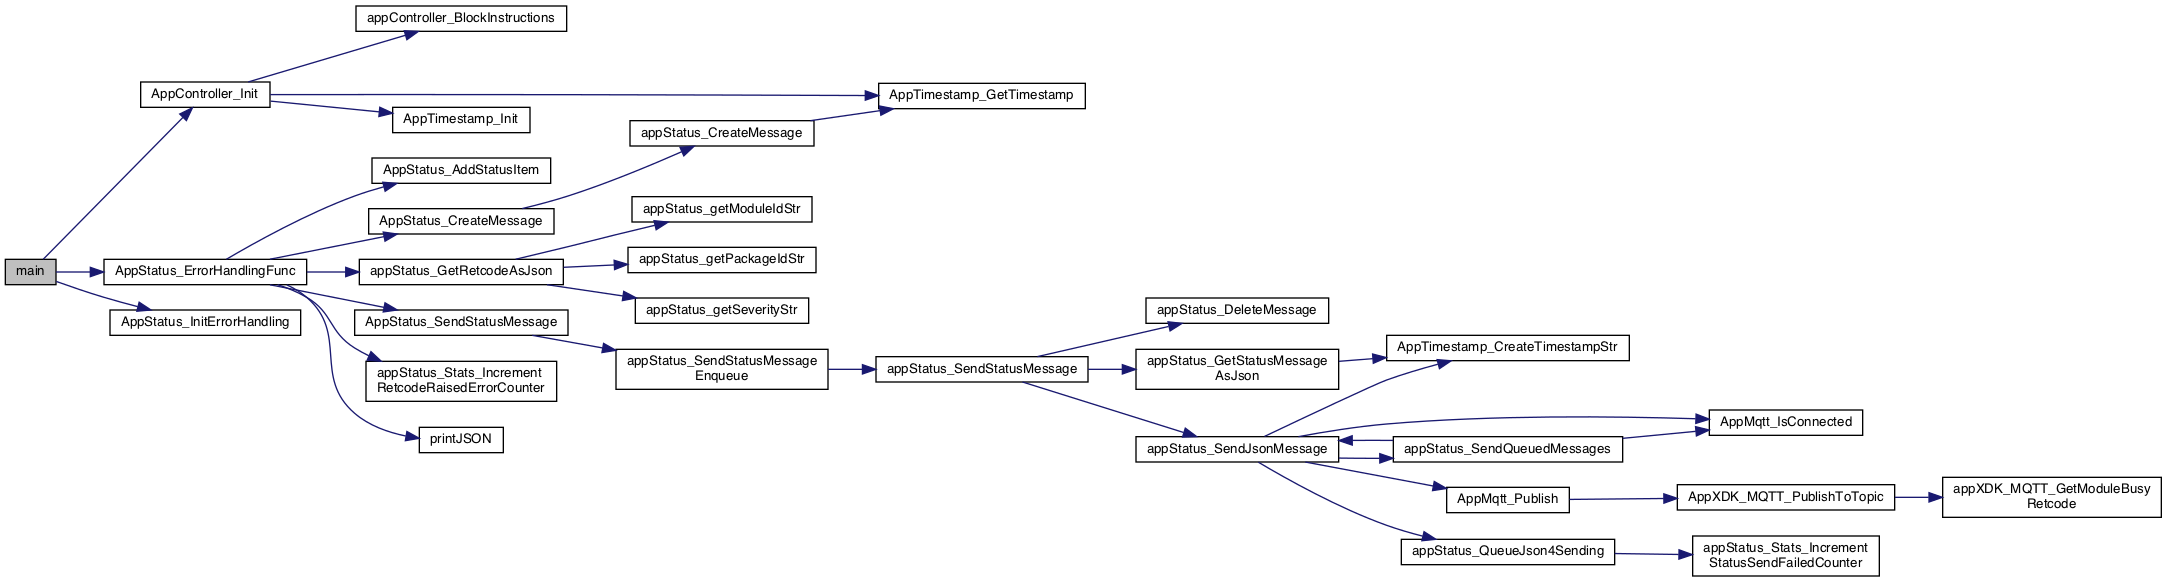 appController_BlockInstructions
AppController_Init
AppTimestamp_GetTimestamp
AppTimestamp_Init
appStatus_CreateMessage
AppStatus_AddStatusItem
appStatus_getModuleIdStr
AppStatus_CreateMessage
main
AppStatus_ErrorHandlingFunc
appStatus_GetRetcodeAsJson
appStatus_getPackageIdStr
appStatus_getSeverityStr
AppStatus_InitErrorHandling
AppStatus_SendStatusMessage
appStatus_Stats_Increment
RetcodeRaisedErrorCounter
printJSON
appStatus_SendStatusMessage
Enqueue
appStatus_SendStatusMessage
appStatus_DeleteMessage
appStatus_GetStatusMessage
AsJson
AppTimestamp_CreateTimestampStr
appStatus_SendJsonMessage
appStatus_SendQueuedMessages
AppMqtt_IsConnected
AppMqtt_Publish
AppXDK_MQTT_PublishToTopic
appXDK_MQTT_GetModuleBusy
Retcode
appStatus_QueueJson4Sending
appStatus_Stats_Increment
StatusSendFailedCounter